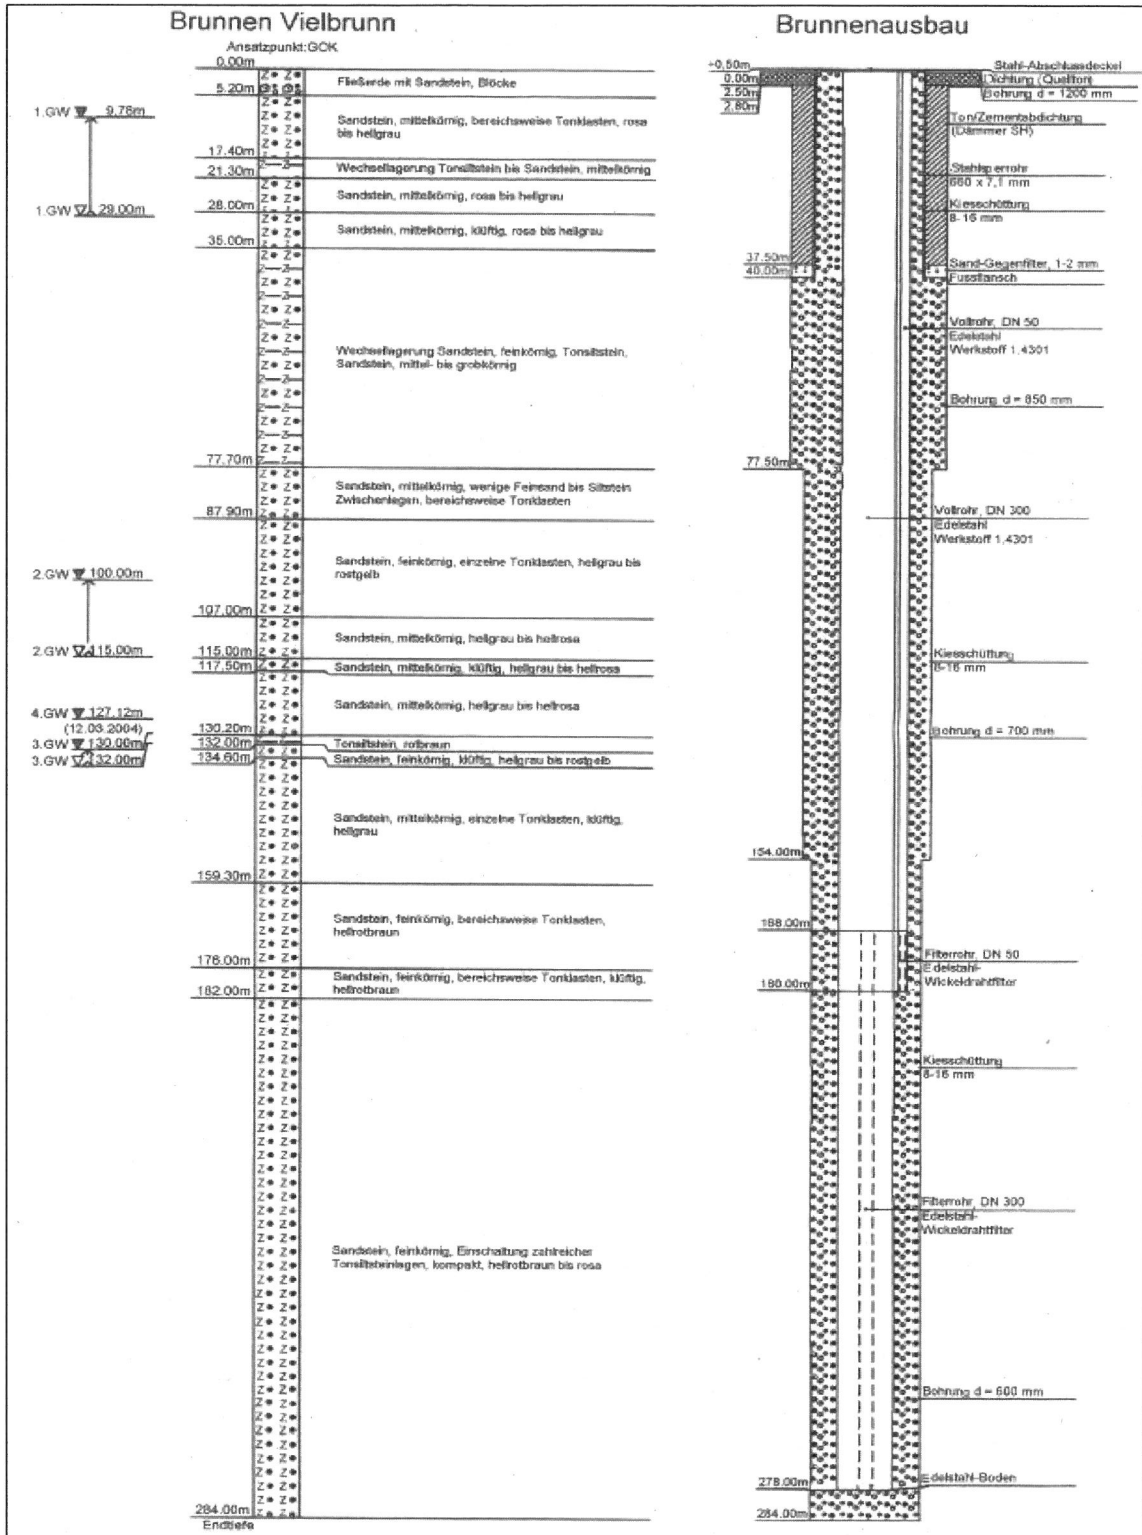 Brunnen Vielbrunn
Ansatzpunkt:GOK
0,00m
Fließerde mit Sandstein, Blöcke
5.20m
1.GW 9.78m
Sandstein, mittelkörnig, bereichsweise Tonklasten, rosa
bis hellgrau
17.40m
Wechsellagerung Tonsiltstein bis Sandstein, mittelkörnig
21.30m
Sandstein, mittelkörnig, rosa bis hellgrau
1.GW 29.00m
28.00m
Sandstein, mittelkörnig, klüftig, rosa bis hellgrau
35.00m
Wechsellagerung Sandstein, feinkörnig, Tonsiltstein,
Sandstein, mittel- bis grobkörnig
77.70m
Sandstein, mittelkörnig, wenige Feinsand bis Siltstein
Zwischenlagen, bereichsweise Tonklasten
87.90m
Sandstein, feinkörnig, einzelne Tonklasten, hellgrau bis
rostgelb
2.GW 100.00m
107.00m
Sandstein, mittelkörnig, hellgrau bis hellrosa
2.GW 115.00m
115.00m
117.50m
Sandstein, mittelkörnig, klüftig, hellgrau bis hellrosa
Sandstein, mittelkörnig, hellgrau bis hellrosa
4.GW 127,12m
(12.03.2004)
130.20m
3.GW 130.00m
132.00m
Tonsiltstein, rotbraun
3.GW 132.00m
134.60m
Sandstein, feinkörnig, klüftig, hellgrau bis rostgelb
Sandstein, mittelkörnig, einzelne Tonklasten, klüftig,
hellgrau
159.30m
Sandstein, feinkörnig, bereichsweise Tonklasten,
hellrotbraun
176.00m
Sandstein, feinkörnig, bereichsweise Tonklasten, klüftig,
hellrotbraun
182.00m
Sandstein, feinkörnig, Einschaltung zahlreicher
Tonsiltsteinlagen, kompakt, hellrotbraun bis rosa
284.00m
Endtiefe
Brunnenausbau
+0,50m
Stahl-Abschlussdeckel
0.00m
Dichtung (Quellton)
2.50m
Bohrung d = 1200 mm
2.80m
Ton/Zementabdichtung
(Dämmer SH)
Stahlsperrohr
660 x 7,1 mm
Kiesschüttung
8-16 mm
37.50m
Sand-Gegenfilter, 1-2 mm
40.00m
Fussflansch
Vollrohr, DN 50
Edelstahl
Werkstoff 1,4301
Bohrung d = 850 mm
77.50m
Vollrohr, DN 300
Edelstahl
Werkstoff 1,4301
Kiesschüttung
8-16 mm
Bohrung d = 700 mm
154.00m
168.00m
Filterrohr, DN 50
Edelstahl-
Wickeldrahtfilter
180.00m
Kiesschüttung
8-16 mm
Filterrohr, DN 300
Edelstahl-
Wickeldrahtfilter
Bohrung d = 600 mm
278.00m
Edelstahl-Boden
284.00m